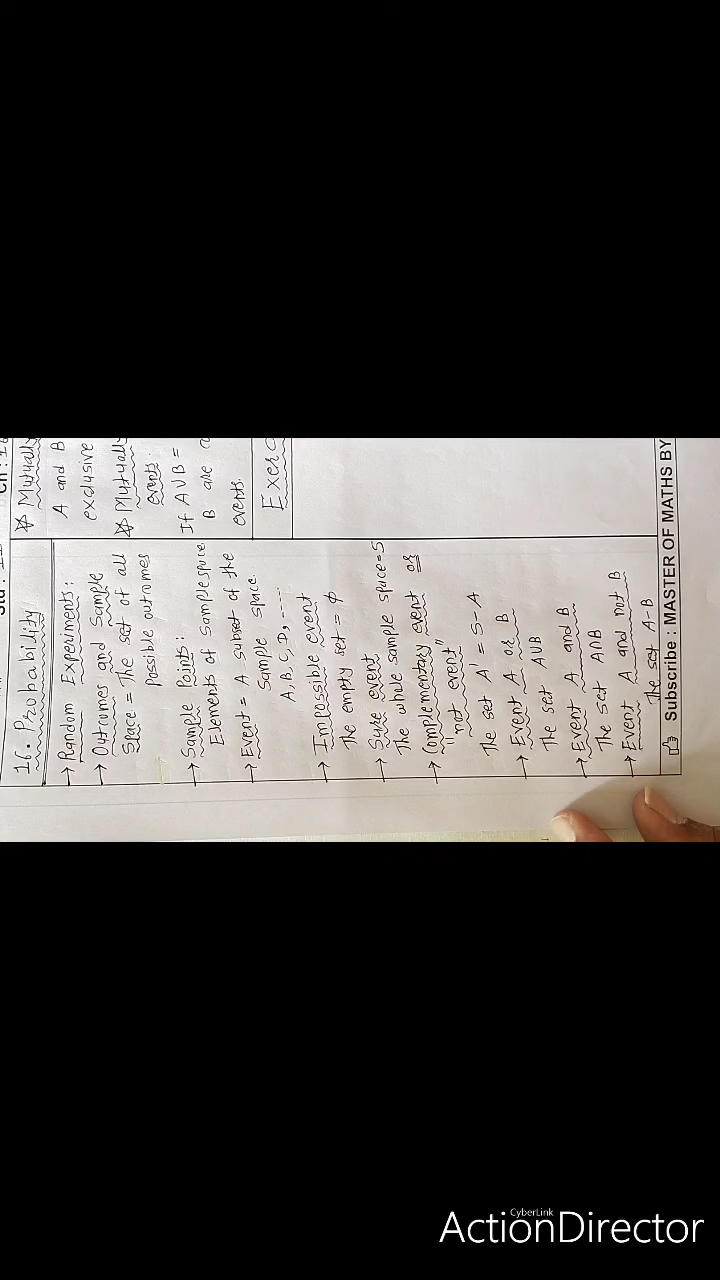 16. Probability
→ Random Experiments:
→ Outcomes and Sample
Space = The set of all
possible outcomes
→ Sample Points:
Elements of sample space
→ Event = A subset of the
Sample space
A, B, C, D, ----
→ Impossible event
The empty set = ϕ
→ Sure event
The whole sample space = S
→ Complementary event or
"not event"
The set A' = S - A
→ Event A or B
The set A∪B
→ Event A and B
The set A∩B
→ Event A and not B
The set A-B
* Mutually
A and B
exclusive
* Mutually
events.
If A∪B =
B are
events.
Exerc
Subscribe : MASTER OF MATHS BY
CyberLink
ActionDirector